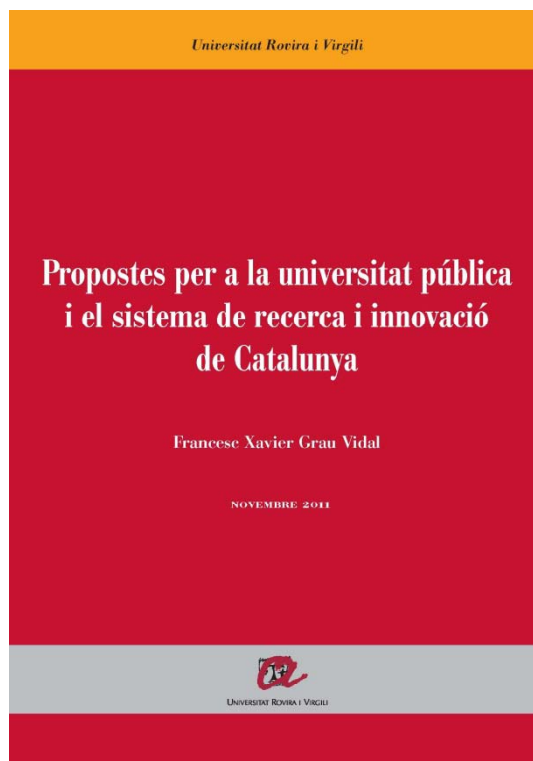 Universitat Rovira i Virgili
Propostes per a la universitat pública
i el sistema de recerca i innovació
de Catalunya
Francesc Xavier Grau Vidal
NOVEMBRE 2011
UNIVERSITAT ROVIRA I VIRGILI